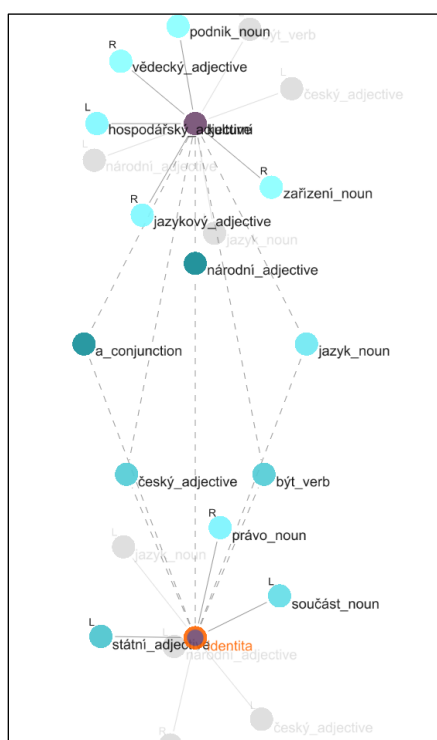 podnik_noun
být_verb
R
vědecký_adjective
L
český_adjective
L
hospodářský_adjective
L
národní_adjective
R
zařízení_noun
R
jazykový_adjective
jazyk_noun
národní_adjective
a_conjunction
jazyk_noun
český_adjective
být_verb
R
právo_noun
L
jazyk_noun
L
součást_noun
L
státní_adjective
L
identita
národní_adjective
L
český_adjective
R